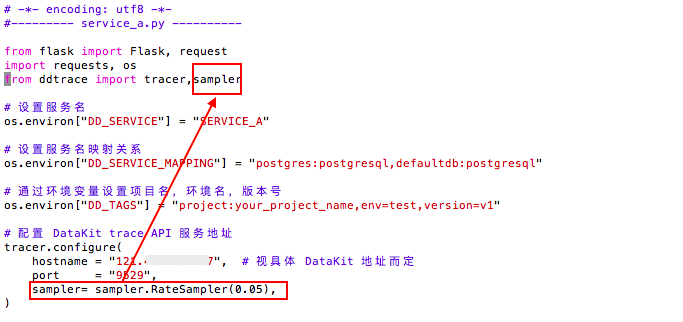 # -*- encoding: utf8 -*-
#--------- service_a.py ----------
from flask import Flask, request
import requests, os
from ddtrace import tracer,sampler
# 设置服务名
os.environ["DD_SERVICE"] = "SERVICE_A"
# 设置服务名映射关系
os.environ["DD_SERVICE_MAPPING"] = "postgres:postgresql,defaultdb:postgresql"
# 通过环境变量设置项目名，环境名，版本号
os.environ["DD_TAGS"] = "project:your_project_name,env=test,version=v1"
# 配置 DataKit trace API 服务地址
tracer.configure(
    hostname = "121. 7",  # 视具体 DataKit 地址而定
    port     = "9529",
    sampler= sampler.RateSampler(0.05),
)